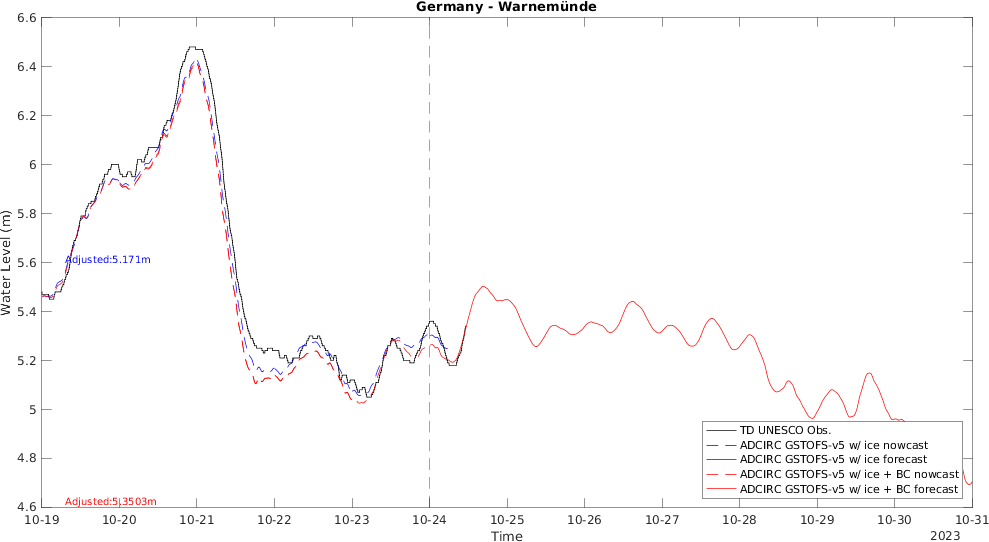 Germany - Warnemünde
6.6
6.4
6.2
6
5.8
5.6
5.4
5.2
5
4.8
4.6
Water Level (m)
Adjusted:5.171m
Adjusted:5.3503m
TD UNESCO Obs.
ADCIRC GSTOFS-v5 w/ ice nowcast
ADCIRC GSTOFS-v5 w/ ice forecast
ADCIRC GSTOFS-v5 w/ ice + BC nowcast
ADCIRC GSTOFS-v5 w/ ice + BC forecast
10-19 10-20 10-21 10-22 10-23 10-24 10-25 10-26 10-27 10-28 10-29 10-30 10-31
Time
2023